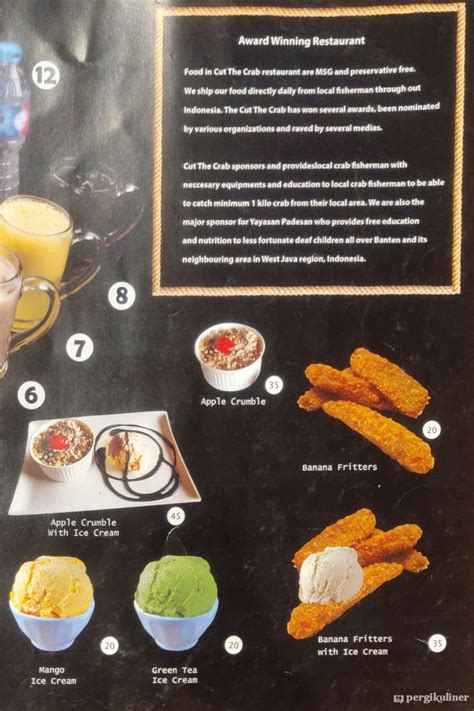 Award Winning Restaurant
Food in Cut The Crab restaurant are MSG and preservative free.
We ship our food directly daily from local fisherman through out
Indonesia. The Cut The Crab has won several awards, been nominated
by various organizations and raved by several medias.
Cut The Crab sponsors and provideslocal crab fisherman with
neccesary equipments and education to local crab fisherman to be able
to catch minimum 1 kilo crab from their local area. We are also the
major sponsor for Yayasan Padesan who provides free education
and nutrition to less fortunate deaf children all over Banten and its
neighbouring area in West Java region, Indonesia.
12
8
7
6
35
Apple Crumble
20
Banana Fritters
45
Apple Crumble
With Ice Cream
20
Mango
Ice Cream
20
Green Tea
Ice Cream
35
Banana Fritters
with Ice Cream
pergikuliner